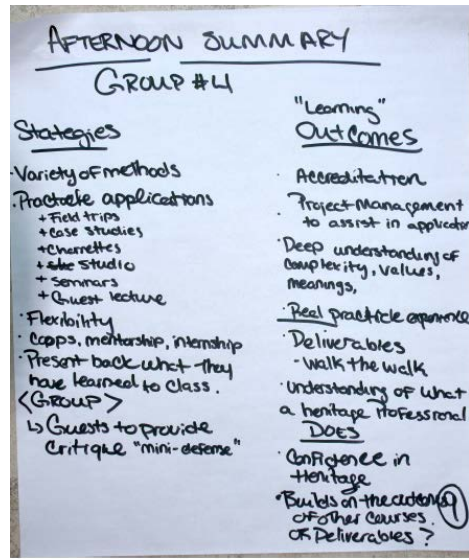 AFTERNOON SUMMARY
GROUP #4
Stategies
· Variety of methods
· Practicle applications
+ Field trips
+ Case studies
+ Charrettes
+ Studio
+ Seminars
+ Guest lecture
· Flexibility
· Copps, mentorship, internship
· Present back what they
have learned to class.
<GROUP>
↳ Guests to provide
critique "mini-defense"
"Learning"
OUTCOMES
· Accreditation
· Project Management
to assist in application
· Deep understanding of
complexity, values,
meanings,
· Real practicle experience
· Deliverables
- walk the walk
· Understanding of what
a heritage professional
DOES
· Confidence in
Heritage
· Builds on the
of other courses.
or Deliverables ?